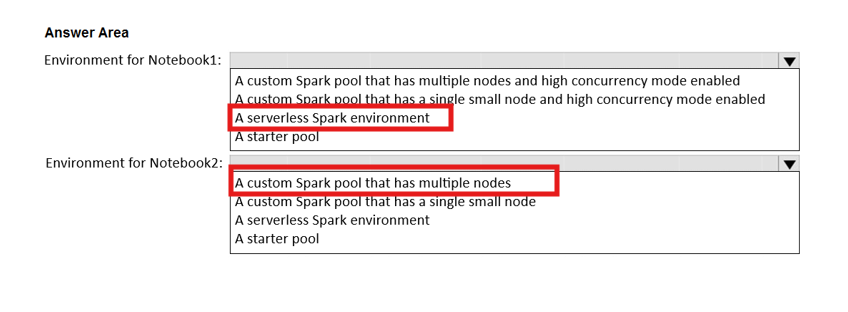 Answer Area
Environment for Notebook1:
A custom Spark pool that has multiple nodes and high concurrency mode enabled
A custom Spark pool that has a single small node and high concurrency mode enabled
A serverless Spark environment
A starter pool
Environment for Notebook2:
A custom Spark pool that has multiple nodes
A custom Spark pool that has a single small node
A serverless Spark environment
A starter pool